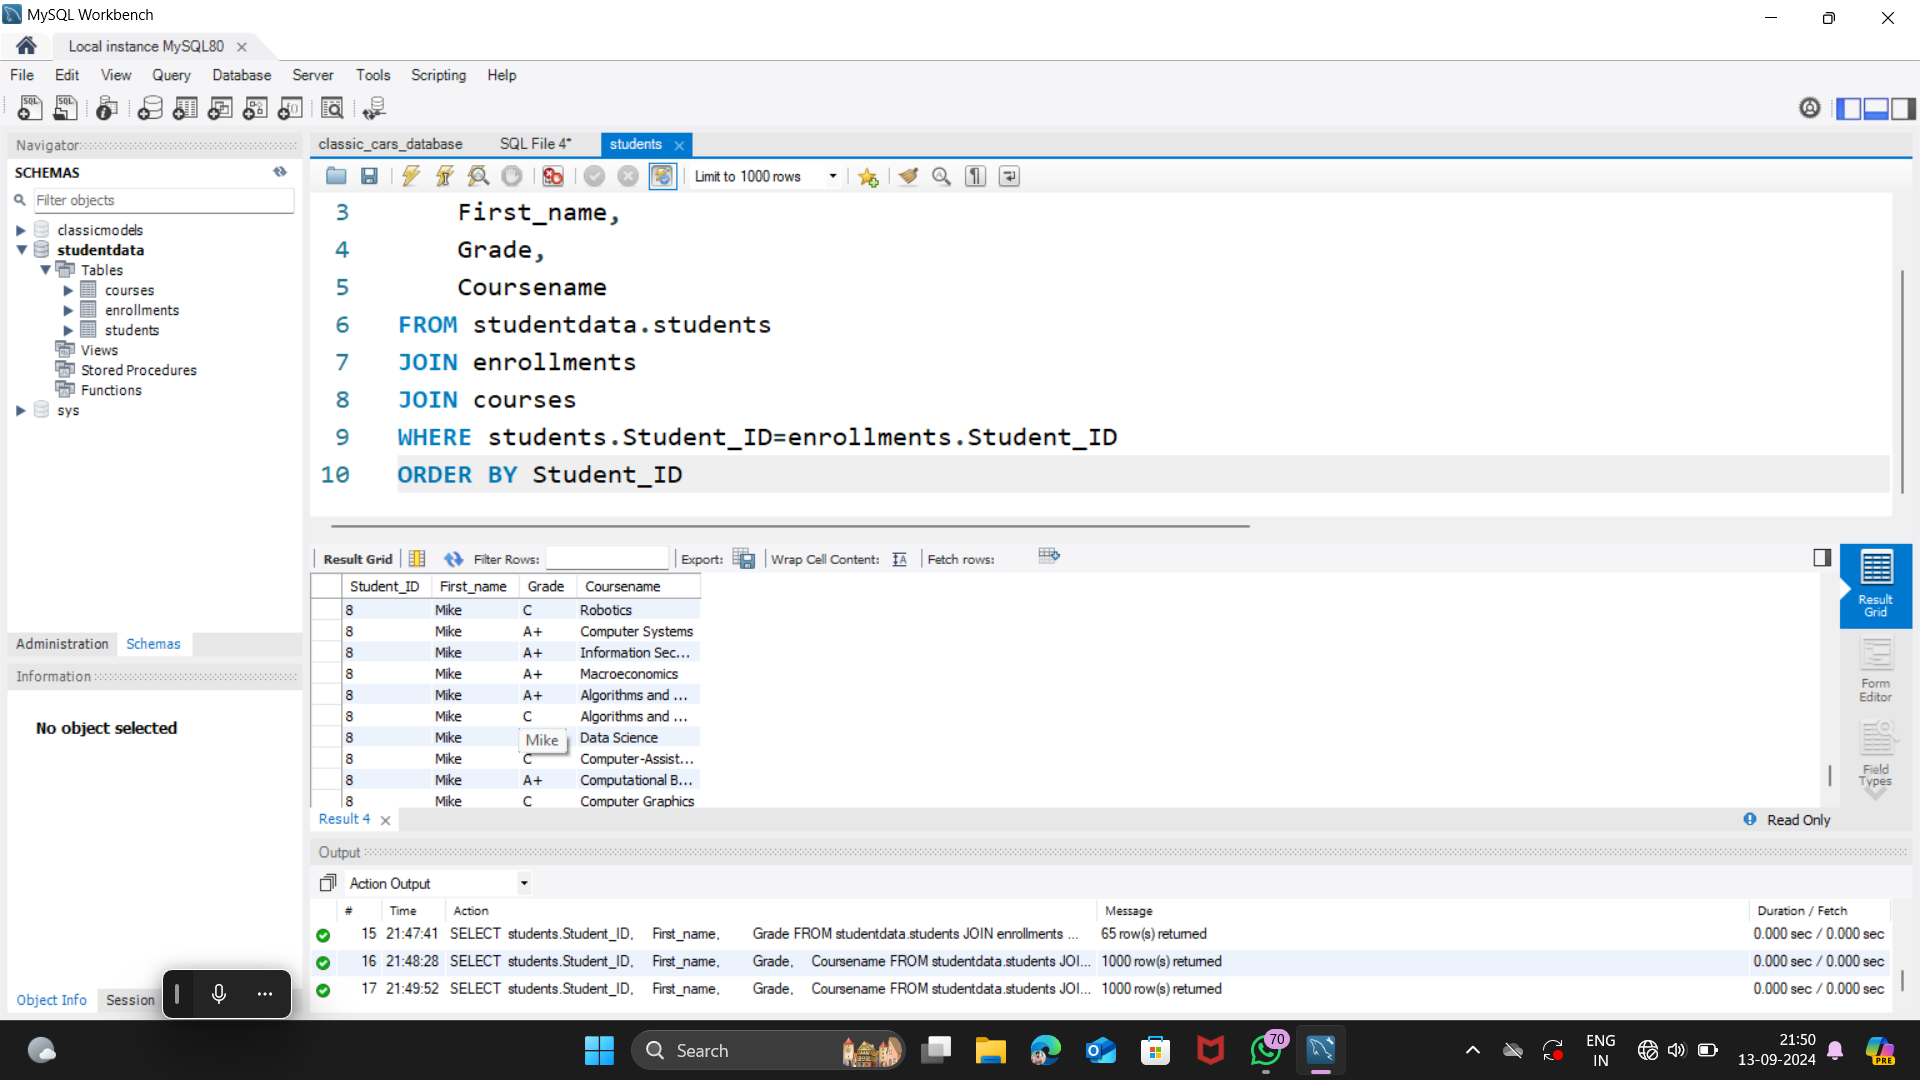 MySQL Workbench
Local instance MySQL80
File Edit View Query Database Server Tools Scripting Help
Navigator
SCHEMAS
Filter objects
classicmodels
studentdata
Tables
courses
enrollments
students
Views
Stored Procedures
Functions
sys
Administration Schemas
Information
No object selected
Object Info Session
classic_cars_database SQL File 4* students
Limit to 1000 rows
3 First_name,
4 Grade,
5 Coursename
6 FROM studentdata.students
7 JOIN enrollments
8 JOIN courses
9 WHERE students.Student_ID=enrollments.Student_ID
10 ORDER BY Student_ID
Result Grid Filter Rows: Export: Wrap Cell Content: Fetch rows:
Student_ID First_name Grade Coursename
8 Mike C Robotics
8 Mike A+ Computer Systems
8 Mike A+ Information Sec...
8 Mike A+ Macroeconomics
8 Mike A+ Algorithms and ...
8 Mike C Algorithms and ...
8 Mike Data Science
Mike
8 Mike C Computer-Assist...
8 Mike A+ Computational B...
8 Mike C Computer Graphics
Result Grid
Form Editor
Field Types
Result 4
Read Only
Output
Action Output
# Time Action Message Duration / Fetch
15 21:47:41 SELECT students.Student_ID, First_name, Grade FROM studentdata.students JOIN enrollments ... 65 row(s) returned 0.000 sec / 0.000 sec
16 21:48:28 SELECT students.Student_ID, First_name, Grade, Coursename FROM studentdata.students JOI... 1000 row(s) returned 0.000 sec / 0.000 sec
17 21:49:52 SELECT students.Student_ID, First_name, Grade, Coursename FROM studentdata.students JOI... 1000 row(s) returned 0.000 sec / 0.000 sec
Search
70
ENG
IN
21:50
13-09-2024
PRE